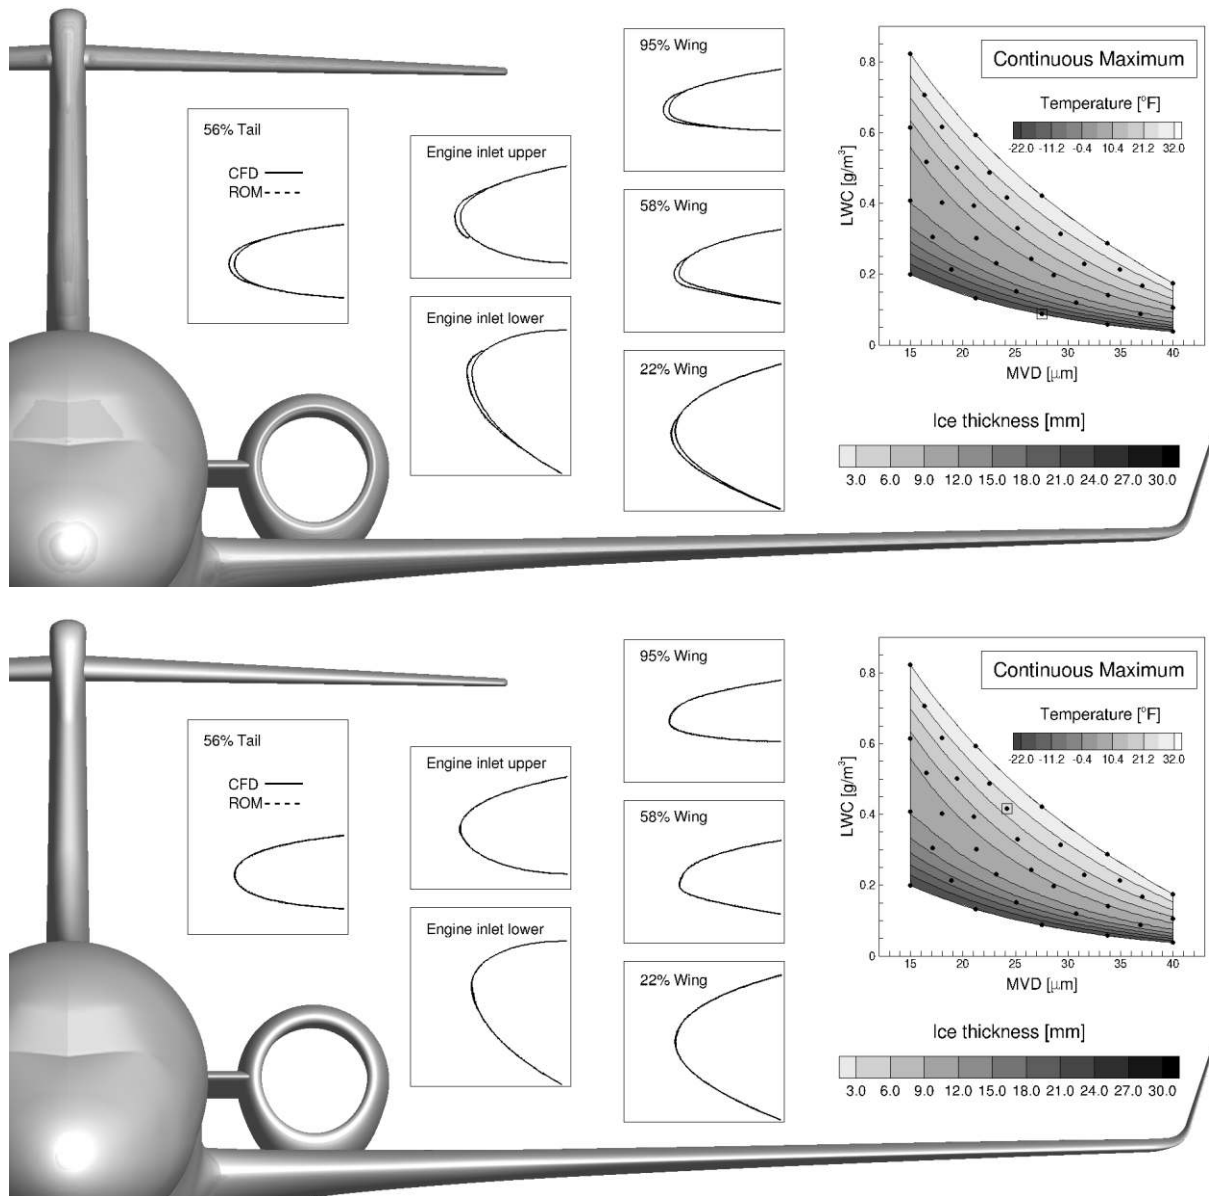 95% Wing
56% Tail
CFD
ROM
Engine inlet upper
58% Wing
Engine inlet lower
22% Wing
Continuous Maximum
Temperature [°F]
-22.0 -11.2 -0.4 10.4 21.2 32.0
LWC [g/m³]
0.8
0.6
0.4
0.2
0
15 20 25 30 35 40
MVD [μm]
Ice thickness [mm]
3.0 6.0 9.0 12.0 15.0 18.0 21.0 24.0 27.0 30.0
95% Wing
56% Tail
CFD
ROM
Engine inlet upper
58% Wing
Engine inlet lower
22% Wing
Continuous Maximum
Temperature [°F]
-22.0 -11.2 -0.4 10.4 21.2 32.0
LWC [g/m³]
0.8
0.6
0.4
0.2
0
15 20 25 30 35 40
MVD [μm]
Ice thickness [mm]
3.0 6.0 9.0 12.0 15.0 18.0 21.0 24.0 27.0 30.0